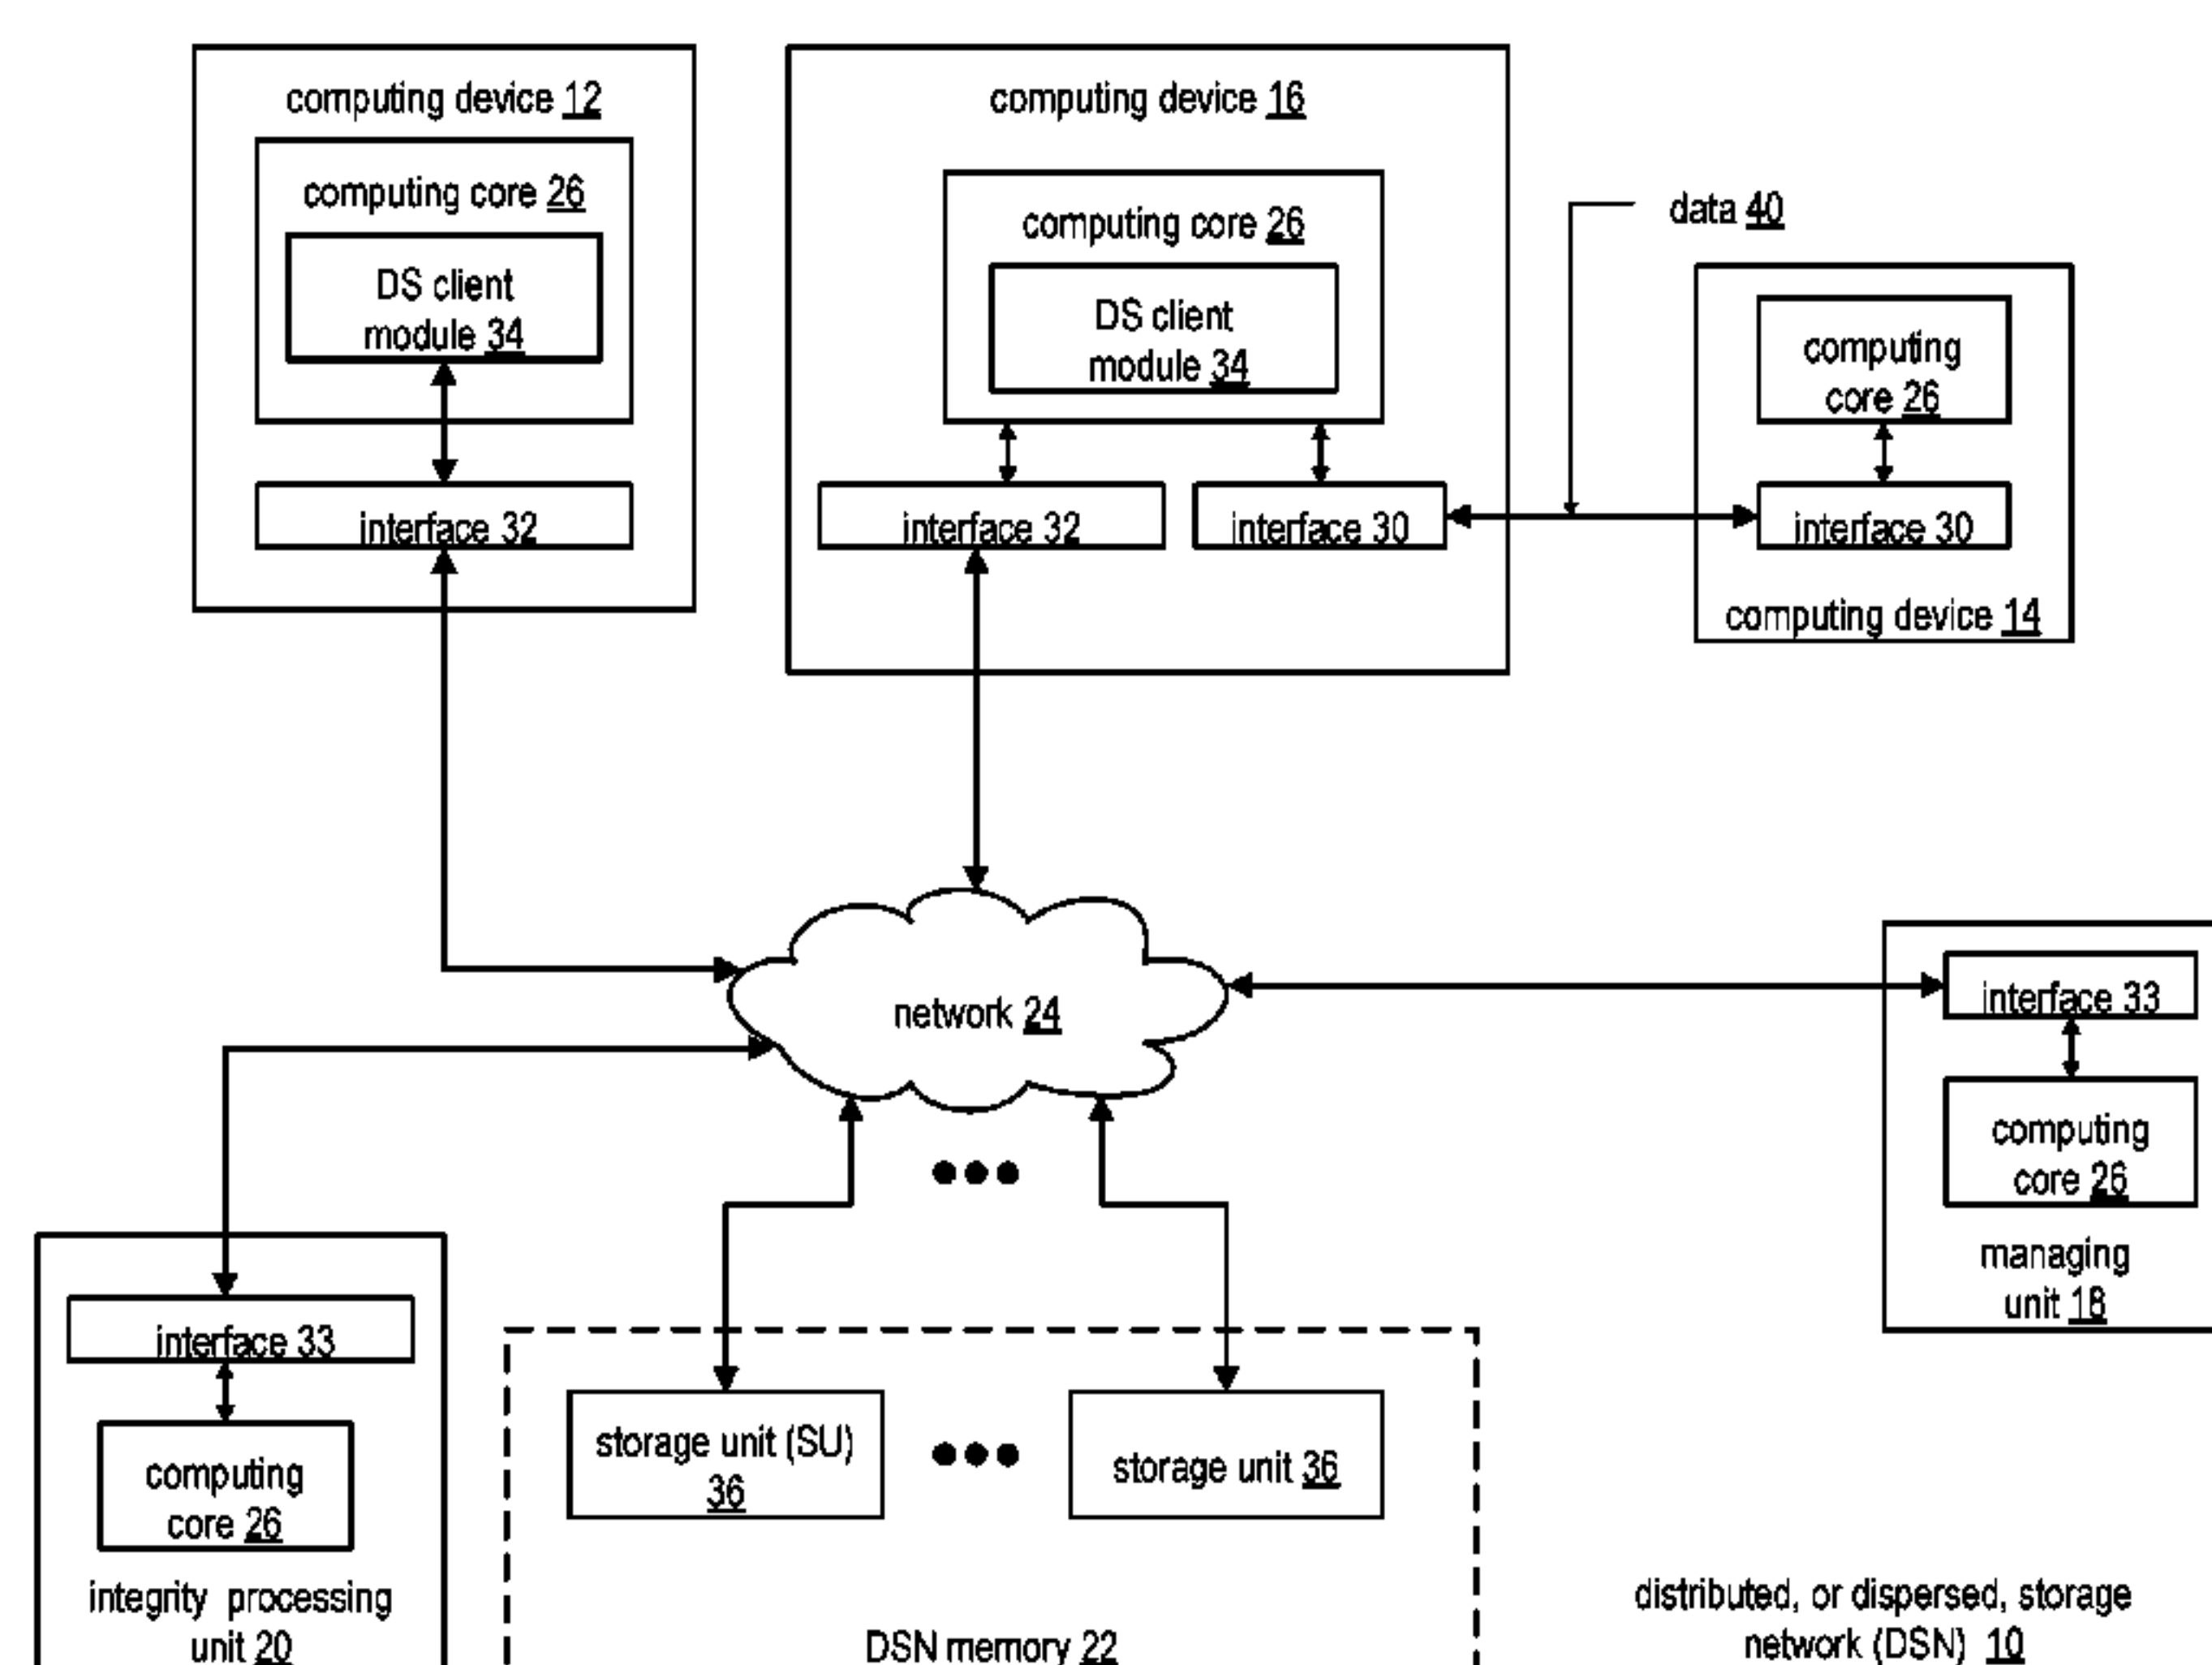 computing device 12
computing core 26
DS client
module 34
interface 32
computing device 16
computing core 26
DS client
module 34
interface 32
interface 30
data 40
computing
core 26
interface 30
computing device 14
network 24
interface 33
computing
core 26
managing
unit 18
interface 33
computing
core 26
integrity processing
unit 20
storage unit (SU)
36
storage unit 36
DSN memory 22
distributed, or dispersed, storage
network (DSN) 10